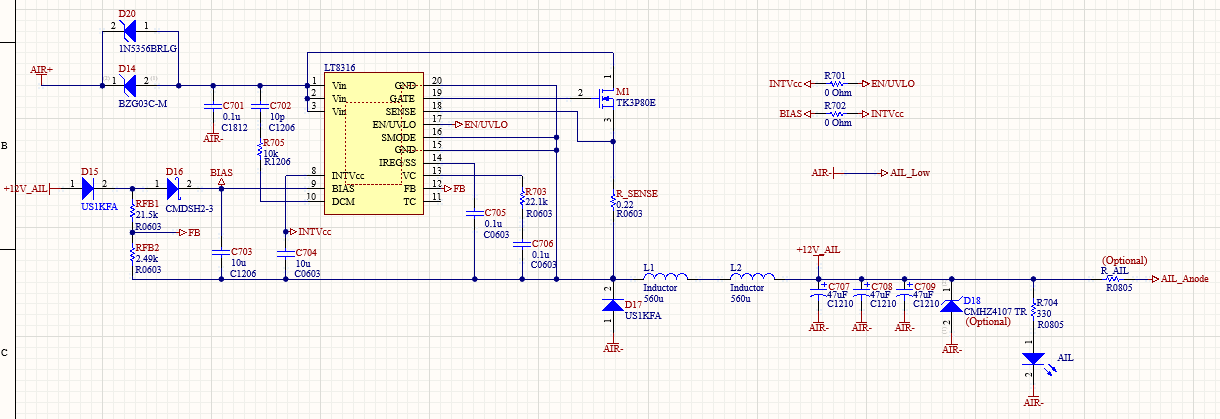 D20
2 1
1N5356BRLG
AIR+
D14
1 2
BZG03C-M
C701
0.1u
C1812
AIR-
C702
10p
C1206
R705
10k
R1206
LT8316
1 Vin
2 Vin
3 Vin
8 INTVcc
9 BIAS
10 DCM
GND 20
GATE 19
SENSE 18
EN/UVLO 17
SMODE 16
GND 15
IREG/SS 14
VC 13
FB 12
TC 11
EN/UVLO
FB
1
2
3
M1
TK3P80E
R701
INTVcc EN/UVLO
0 Ohm
R702
BIAS INTVcc
0 Ohm
AIR- AIL_Low
B
+12V_AIL
D15
1 2
US1KFA
D16
1 2
CMDSH2-3
BIAS
RFB1
21.5k
R0603
FB
RFB2
2.49k
R0603
C703
10u
C1206
INTVcc
C704
10u
C0603
C705
0.1u
C0603
R703
22.1k
R0603
C706
0.1u
C0603
R_SENSE
0.22
R0603
L1
Inductor
560u
L2
Inductor
560u
2
D17
US1KFA
1
AIR-
+12V_AIL
C707
47uF
C1210
AIR-
C708
47uF
C1210
AIR-
C709
47uF
C1210
AIR-
1
D18
CMHZ4107 TR
(Optional)
2
AIR-
R704
330
R0805
1
AIL
2
AIR-
(Optional)
R_AIL
R0805
AIL_Anode
C